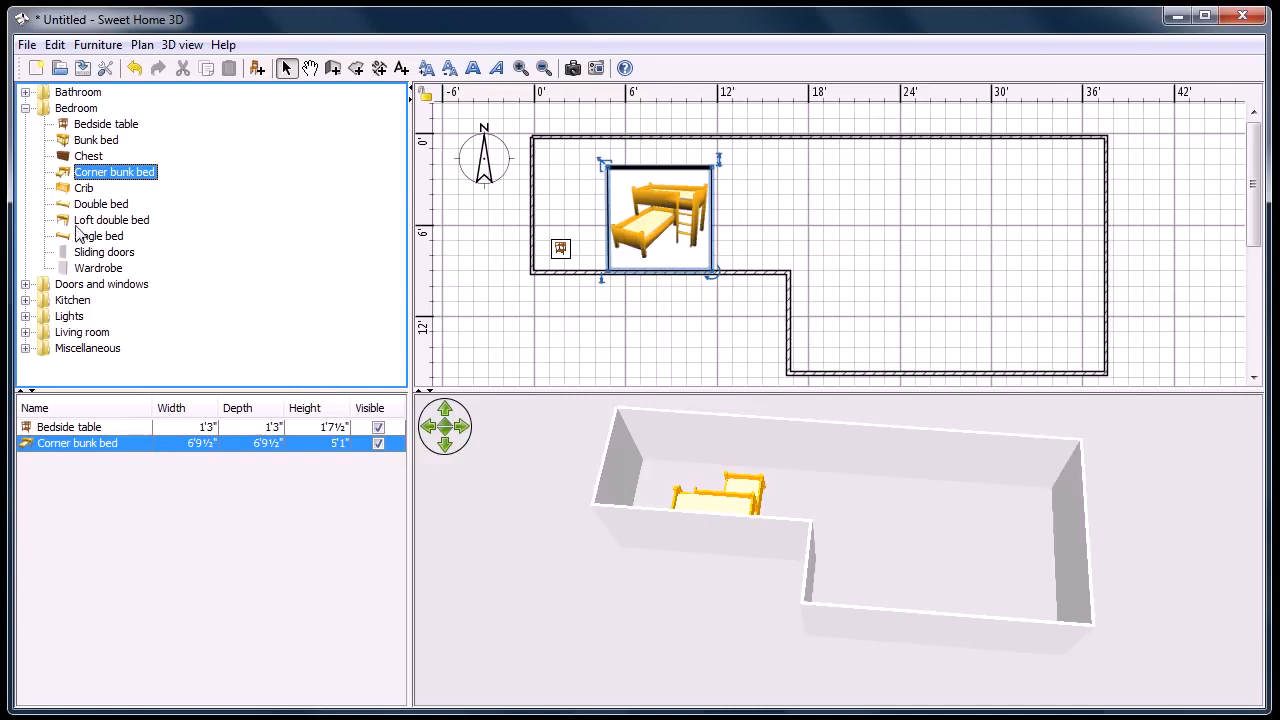 * Untitled - Sweet Home 3D
File Edit Furniture Plan 3D view Help
Bathroom
Bedroom
Bedside table
Bunk bed
Chest
Corner bunk bed
Crib
Double bed
Loft double bed
bed
Sliding doors
Wardrobe
Doors and windows
Kitchen
Lights
Living room
Miscellaneous
-6' 0' 6' 12' 18' 24' 30' 36' 42'
0'
6'
12'
N
Name Width Depth Height Visible
Bedside table 1'3" 1'3" 1'7½"
Corner bunk bed 6'9½" 6'9½" 5'1"